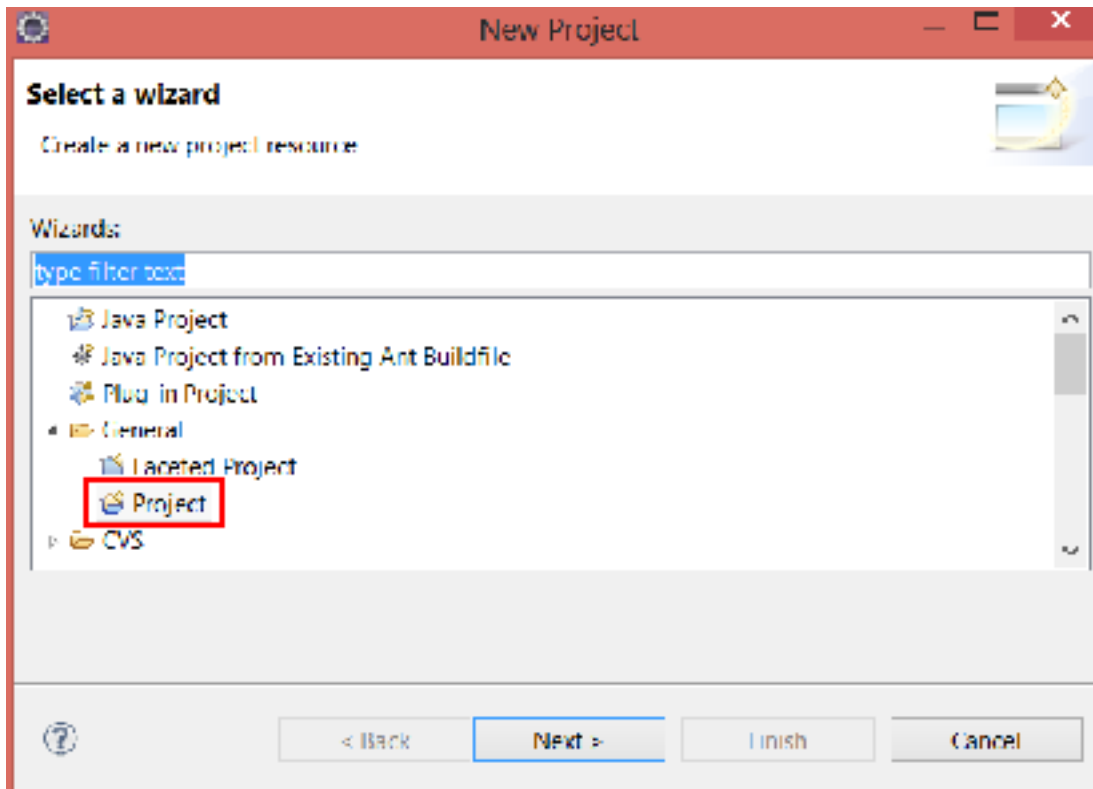 New Project
Select a wizard
Create a new project resource
Wizards:
type filter text
Java Project
Java Project from Existing Ant Buildfile
Plug-in Project
General
Faceted Project
Project
CVS
< Back Next > Finish Cancel